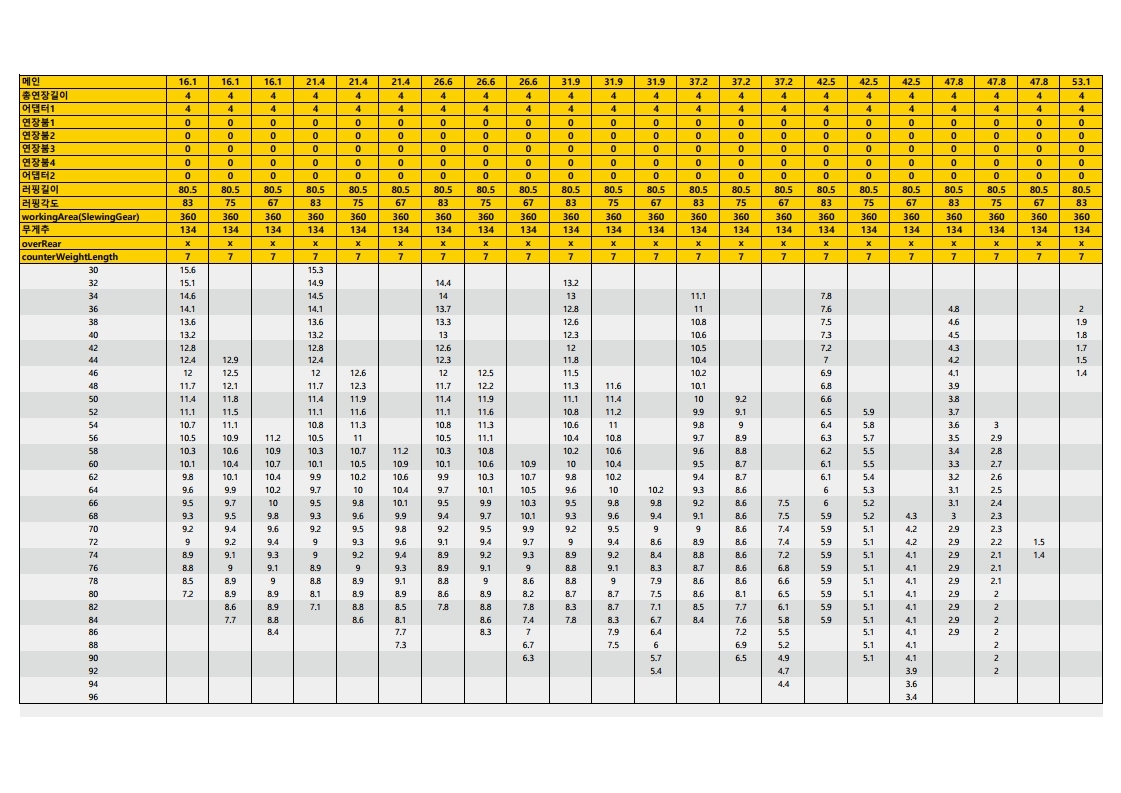 메인 16.1 16.1 16.1 21.4 21.4 21.4 26.6 26.6 26.6 31.9 31.9 31.9 37.2 37.2 37.2 42.5 42.5 42.5 47.8 47.8 47.8 53.1
총연장길이 4 4 4 4 4 4 4 4 4 4 4 4 4 4 4 4 4 4 4 4 4 4
어댑터1 4 4 4 4 4 4 4 4 4 4 4 4 4 4 4 4 4 4 4 4 4 4
연장붐1 0 0 0 0 0 0 0 0 0 0 0 0 0 0 0 0 0 0 0 0 0 0
연장붐2 0 0 0 0 0 0 0 0 0 0 0 0 0 0 0 0 0 0 0 0 0 0
연장붐3 0 0 0 0 0 0 0 0 0 0 0 0 0 0 0 0 0 0 0 0 0 0
연장붐4 0 0 0 0 0 0 0 0 0 0 0 0 0 0 0 0 0 0 0 0 0 0
어댑터2 0 0 0 0 0 0 0 0 0 0 0 0 0 0 0 0 0 0 0 0 0 0
러핑길이 80.5 80.5 80.5 80.5 80.5 80.5 80.5 80.5 80.5 80.5 80.5 80.5 80.5 80.5 80.5 80.5 80.5 80.5 80.5 80.5 80.5 80.5
러핑각도 83 75 67 83 75 67 83 75 67 83 75 67 83 75 67 83 75 67 83 75 67 83
workingArea(SlewingGear) 360 360 360 360 360 360 360 360 360 360 360 360 360 360 360 360 360 360 360 360 360 360
무게추 134 134 134 134 134 134 134 134 134 134 134 134 134 134 134 134 134 134 134 134 134 134
overRear x x x x x x x x x x x x x x x x x x x x x x
counterWeightLength 7 7 7 7 7 7 7 7 7 7 7 7 7 7 7 7 7 7 7 7 7 7
30 15.6 15.3
32 15.1 14.9 14.4 13.2
34 14.6 14.5 14 13 11.1 7.8
36 14.1 14.1 13.7 12.8 11 7.6 4.8 2
38 13.6 13.6 13.3 12.6 10.8 7.5 4.6 1.9
40 13.2 13.2 13 12.3 10.6 7.3 4.5 1.8
42 12.8 12.8 12.6 12 10.5 7.2 4.3 1.7
44 12.4 12.9 12.4 12.3 11.8 10.4 7 4.2 1.5
46 12 12.5 12 12.6 12 12.5 11.5 10.2 6.9 4.1 1.4
48 11.7 12.1 11.7 12.3 11.7 12.2 11.3 11.6 10.1 6.8 3.9
50 11.4 11.8 11.4 11.9 11.4 11.9 11.1 11.4 10 9.2 6.6 3.8
52 11.1 11.5 11.1 11.6 11.1 11.6 10.8 11.2 9.9 9.1 6.5 5.9 3.7
54 10.7 11.1 10.8 11.3 10.8 11.3 10.6 11 9.8 9 6.4 5.8 3.6 3
56 10.5 10.9 11.2 10.5 11 10.5 11.1 10.4 10.8 9.7 8.9 6.3 5.7 3.5 2.9
58 10.3 10.6 10.9 10.3 10.7 11.2 10.3 10.8 10.2 10.6 9.6 8.8 6.2 5.5 3.4 2.8
60 10.1 10.4 10.7 10.1 10.5 10.9 10.1 10.6 10.9 10 10.4 9.5 8.7 6.1 5.5 3.3 2.7
62 9.8 10.1 10.4 9.9 10.2 10.6 9.9 10.3 10.7 9.8 10.2 9.4 8.7 6.1 5.4 3.2 2.6
64 9.6 9.9 10.2 9.7 10 10.4 9.7 10.1 10.5 9.6 10 10.2 9.3 8.6 6 5.3 3.1 2.5
66 9.5 9.7 10 9.5 9.8 10.1 9.5 9.9 10.3 9.5 9.8 9.8 9.2 8.6 7.5 6 5.2 3.1 2.4
68 9.3 9.5 9.8 9.3 9.6 9.9 9.4 9.7 10.1 9.3 9.6 9.4 9.1 8.6 7.5 5.9 5.2 4.3 3 2.3
70 9.2 9.4 9.6 9.2 9.5 9.8 9.2 9.5 9.9 9.2 9.5 9 9 8.6 7.4 5.9 5.1 4.2 2.9 2.3
72 9 9.2 9.4 9 9.3 9.6 9.1 9.4 9.7 9 9.4 8.6 8.9 8.6 7.4 5.9 5.1 4.2 2.9 2.2 1.5
74 8.9 9.1 9.3 9 9.2 9.4 8.9 9.2 9.3 8.9 9.2 8.4 8.8 8.6 7.2 5.9 5.1 4.1 2.9 2.1 1.4
76 8.8 9 9.1 8.9 9 9.3 8.9 9.1 9 8.8 9.1 8.3 8.7 8.6 6.8 5.9 5.1 4.1 2.9 2.1
78 8.5 8.9 9 8.8 8.9 9.1 8.8 9 8.6 8.8 9 7.9 8.6 8.6 6.6 5.9 5.1 4.1 2.9 2.1
80 7.2 8.9 8.9 8.1 8.9 8.9 8.6 8.9 8.2 8.7 8.7 7.5 8.6 8.1 6.5 5.9 5.1 4.1 2.9 2
82 8.6 8.9 7.1 8.8 8.5 7.8 8.8 7.8 8.3 8.7 7.1 8.5 7.7 6.1 5.9 5.1 4.1 2.9 2
84 7.7 8.8 8.6 8.1 8.6 7.4 7.8 8.3 6.7 8.4 7.6 5.8 5.9 5.1 4.1 2.9 2
86 8.4 7.7 8.3 7 7.9 6.4 7.2 5.5 5.1 4.1 2.9 2
88 7.3 6.7 7.5 6 6.9 5.2 5.1 4.1 2
90 6.3 5.7 6.5 4.9 5.1 4.1 2
92 5.4 4.7 3.9 2
94 4.4 3.6
96 3.4